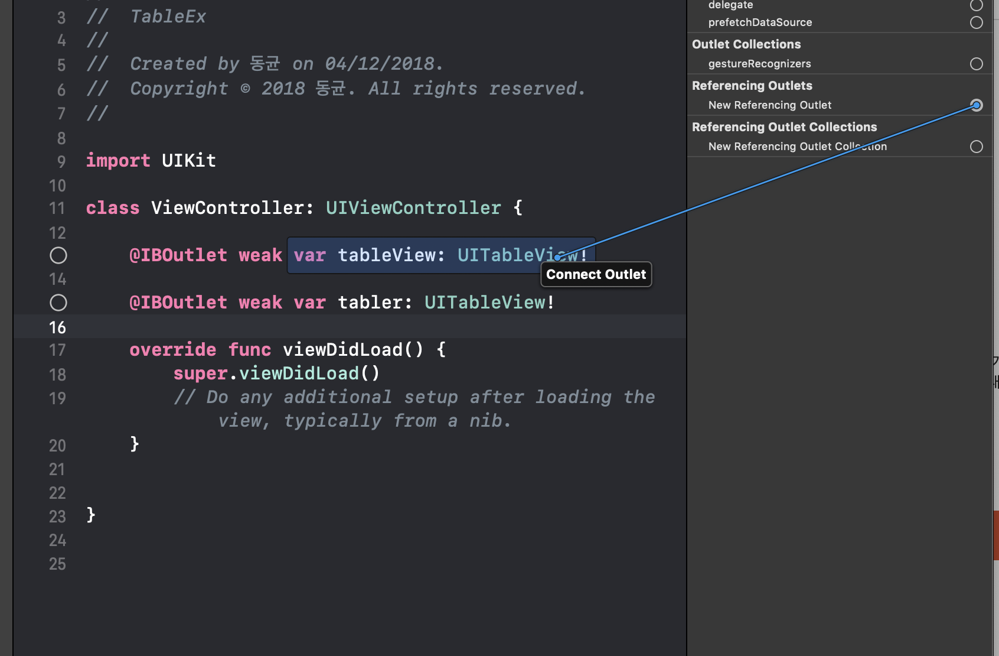 3 //  TableEx
4 //
5 //  Created by 동균 on 04/12/2018.
6 //  Copyright © 2018 동균. All rights reserved.
7 //
8
9 import UIKit
10
11 class ViewController: UIViewController {
12
@IBOutlet weak var tableView: UITableView!
Connect Outlet
14
@IBOutlet weak var tabler: UITableView!
16
17 override func viewDidLoad() {
18 super.viewDidLoad()
19 // Do any additional setup after loading the
view, typically from a nib.
20 }
21
22
23 }
24
25
delegate
prefetchDataSource
Outlet Collections
gestureRecognizers
Referencing Outlets
New Referencing Outlet
Referencing Outlet Collections
New Referencing Outlet Collection